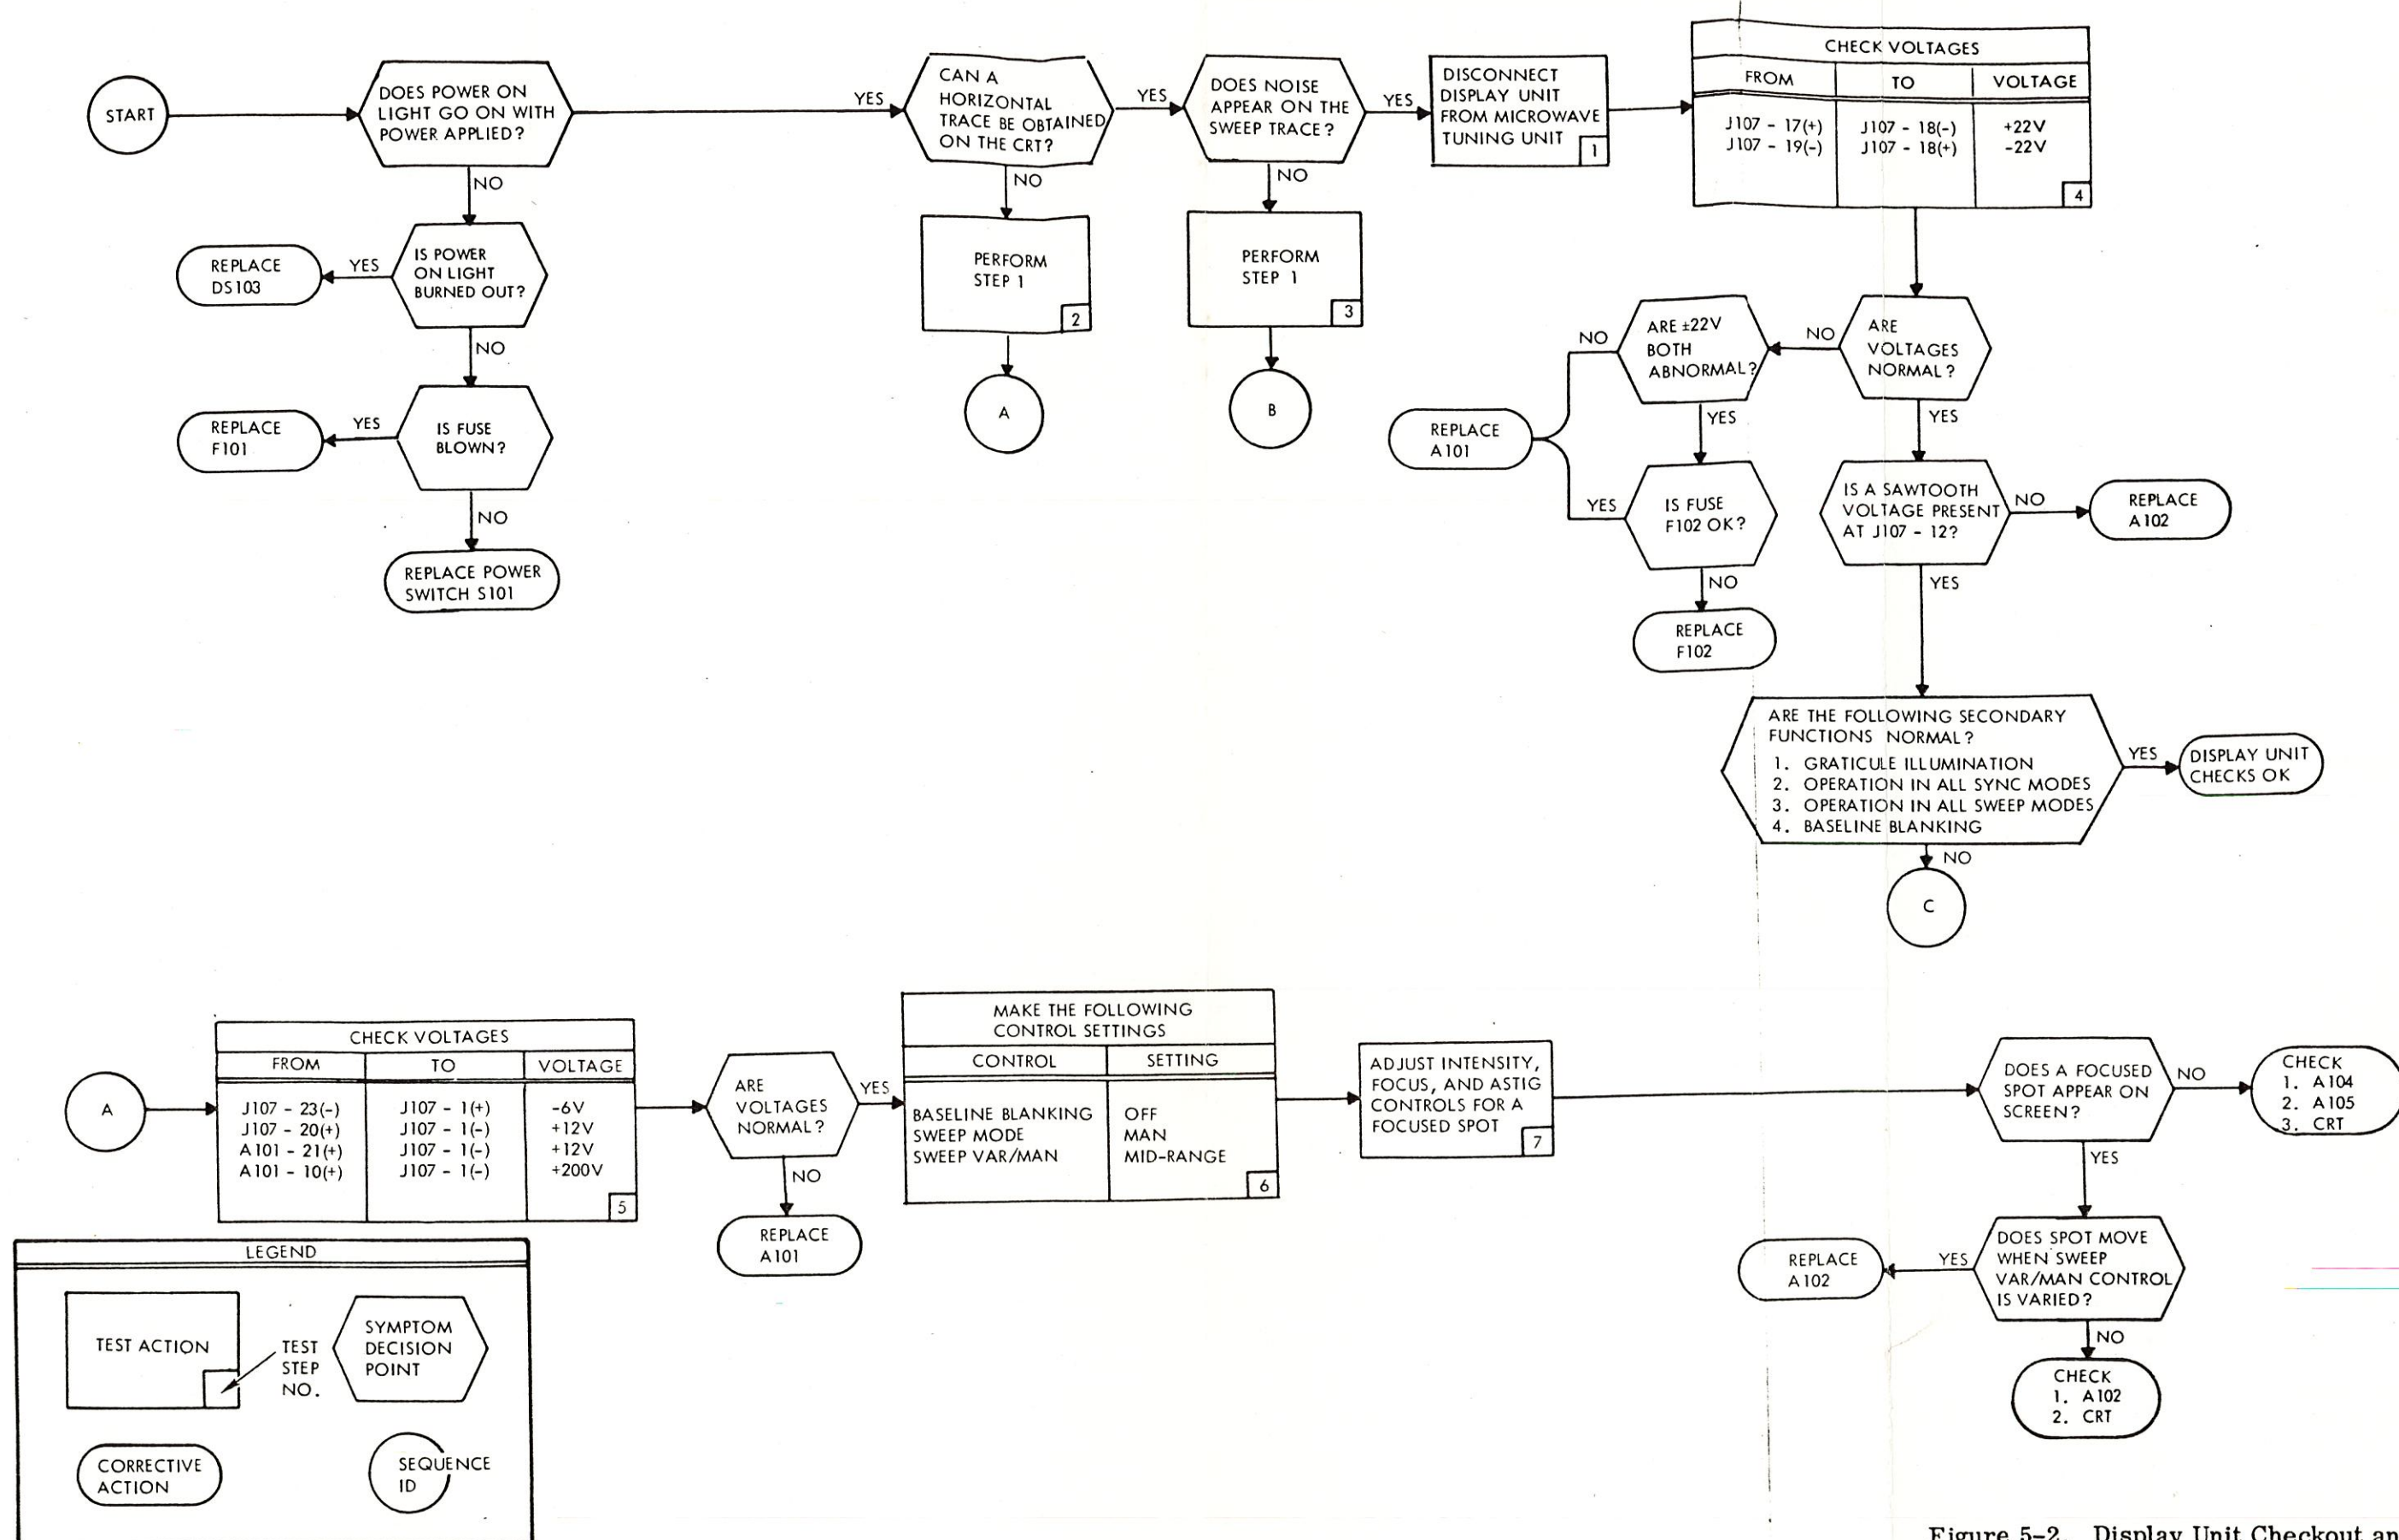 START
DOES POWER ON
LIGHT GO ON WITH
POWER APPLIED?
YES
NO
IS POWER
ON LIGHT
BURNED OUT?
YES
REPLACE
DS103
NO
IS FUSE
BLOWN?
YES
REPLACE
F101
NO
REPLACE POWER
SWITCH S101
CAN A
HORIZONTAL
TRACE BE OBTAINED
ON THE CRT?
YES
NO
PERFORM
STEP 1
2
A
DOES NOISE
APPEAR ON THE
SWEEP TRACE?
YES
NO
PERFORM
STEP 1
3
B
DISCONNECT
DISPLAY UNIT
FROM MICROWAVE
TUNING UNIT
1
CHECK VOLTAGES
FROM TO VOLTAGE
J107 - 17(+) J107 - 18(-) +22V
J107 - 19(-) J107 - 18(+) -22V
4
ARE
VOLTAGES
NORMAL?
NO
ARE ±22V
BOTH
ABNORMAL?
NO
YES
REPLACE
A101
IS FUSE
F102 OK?
YES
NO
REPLACE
F102
YES
IS A SAWTOOTH
VOLTAGE PRESENT
AT J107 - 12?
NO
REPLACE
A102
YES
ARE THE FOLLOWING SECONDARY
FUNCTIONS NORMAL?
1. GRATICULE ILLUMINATION
2. OPERATION IN ALL SYNC MODES
3. OPERATION IN ALL SWEEP MODES
4. BASELINE BLANKING
YES
DISPLAY UNIT
CHECKS OK
NO
C
A
CHECK VOLTAGES
FROM TO VOLTAGE
J107 - 23(-) J107 - 1(+) -6V
J107 - 20(+) J107 - 1(-) +12V
A101 - 21(+) J107 - 1(-) +12V
A101 - 10(+) J107 - 1(-) +200V
5
ARE
VOLTAGES
NORMAL?
YES
NO
REPLACE
A101
MAKE THE FOLLOWING
CONTROL SETTINGS
CONTROL SETTING
BASELINE BLANKING OFF
SWEEP MODE MAN
SWEEP VAR/MAN MID-RANGE
6
ADJUST INTENSITY,
FOCUS, AND ASTIG
CONTROLS FOR A
FOCUSED SPOT
7
DOES A FOCUSED
SPOT APPEAR ON
SCREEN?
NO
CHECK
1. A104
2. A105
3. CRT
YES
DOES SPOT MOVE
WHEN SWEEP
VAR/MAN CONTROL
IS VARIED?
YES
REPLACE
A102
NO
CHECK
1. A102
2. CRT
LEGEND
TEST ACTION
TEST
STEP
NO.
SYMPTOM
DECISION
POINT
CORRECTIVE
ACTION
SEQUENCE
ID
Figure 5-2. Display Unit Checkout an